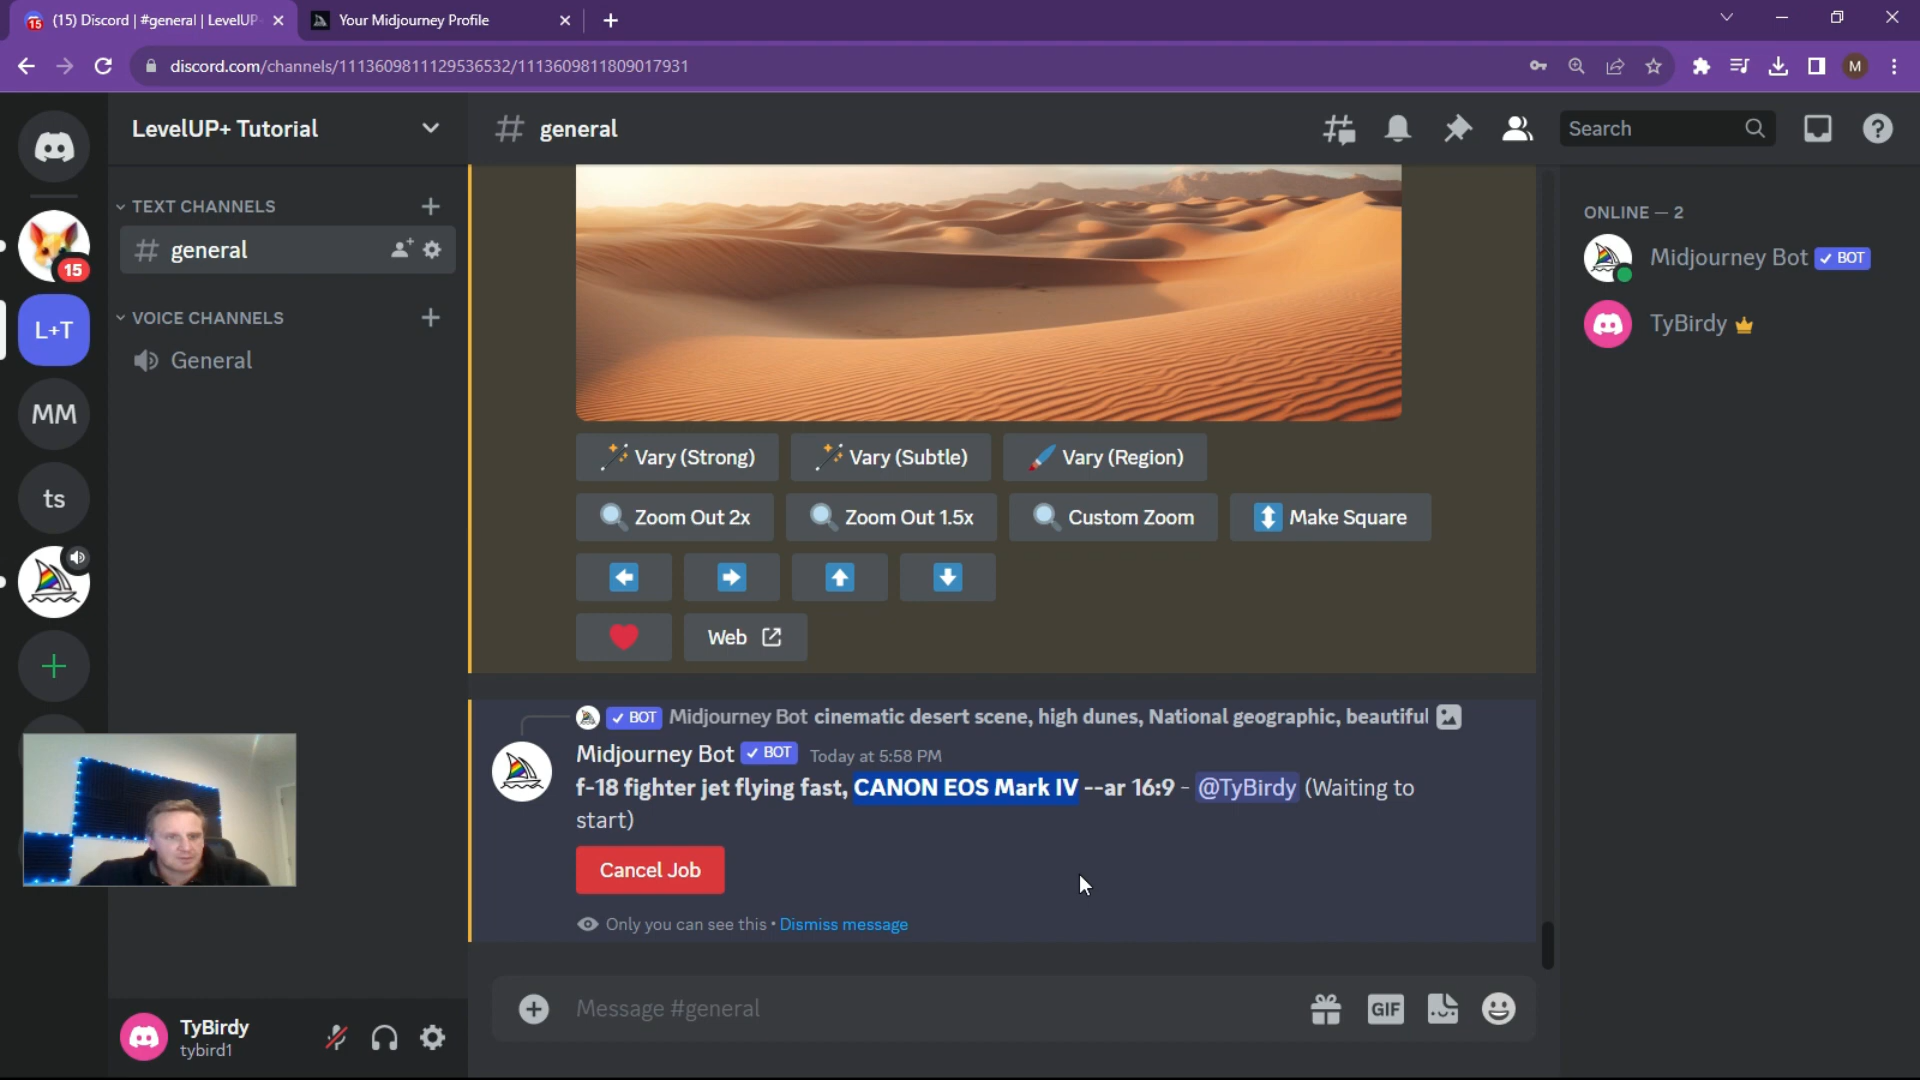 (15) Discord | #general | LevelUP
Your Midjourney Profile
discord.com/channels/1113609811129536532/1113609811809017931
M
15
L+T
MM
ts
LevelUP+ Tutorial
TEXT CHANNELS
general
VOICE CHANNELS
General
TyBirdy
tybird1
general
Search
Vary (Strong)
Vary (Subtle)
Vary (Region)
Zoom Out 2x
Zoom Out 1.5x
Custom Zoom
Make Square
Web
BOT Midjourney Bot cinematic desert scene, high dunes, National geographic, beautiful
Midjourney Bot BOT Today at 5:58 PM
f-18 fighter jet flying fast, CANON EOS Mark IV --ar 16:9 - @TyBirdy (Waiting to
start)
Cancel Job
Only you can see this • Dismiss message
Message #general
GIF
ONLINE — 2
Midjourney Bot BOT
TyBirdy